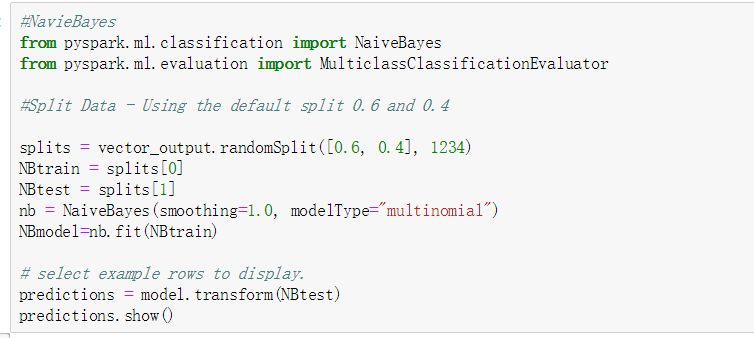 #NavieBayes
from pyspark.ml.classification import NaiveBayes
from pyspark.ml.evaluation import MulticlassClassificationEvaluator
#Split Data - Using the default split 0.6 and 0.4
splits = vector_output.randomSplit([0.6, 0.4], 1234)
NBtrain = splits[0]
NBtest = splits[1]
nb = NaiveBayes(smoothing=1.0, modelType="multinomial")
NBmodel=nb.fit(NBtrain)
# select example rows to display.
predictions = model.transform(NBtest)
predictions.show()